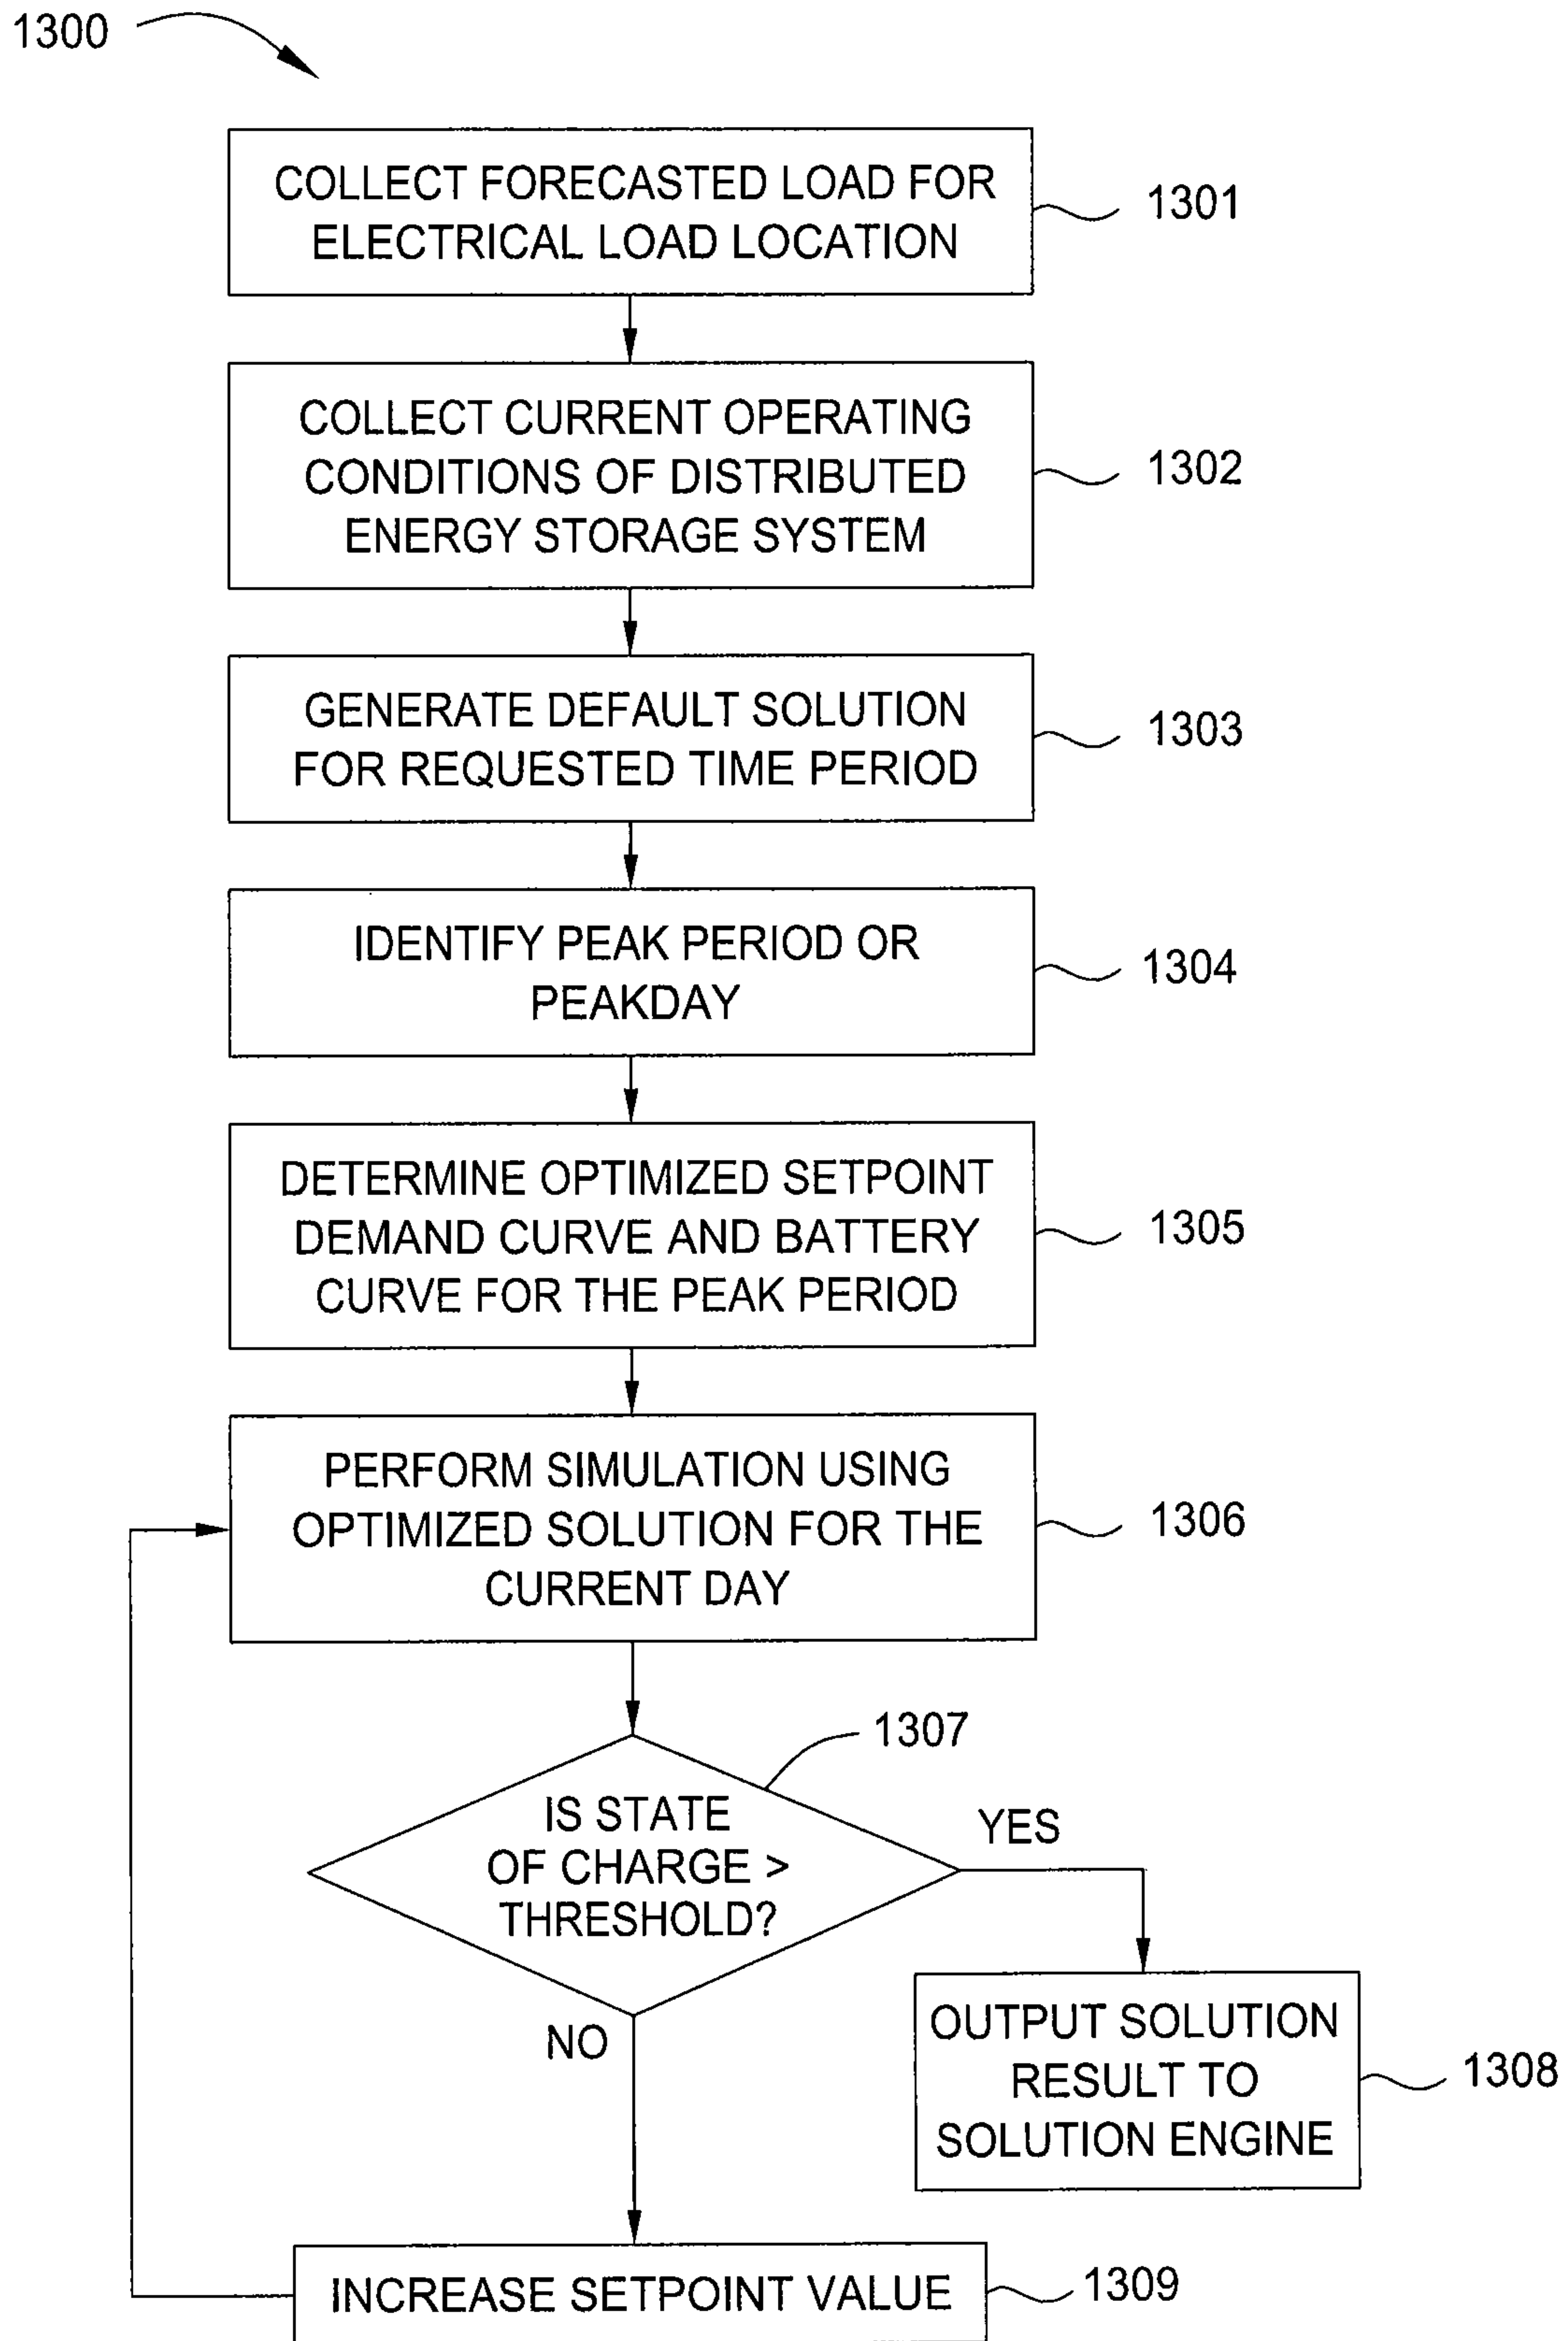 1300
COLLECT FORECASTED LOAD FOR
ELECTRICAL LOAD LOCATION
1301
COLLECT CURRENT OPERATING
CONDITIONS OF DISTRIBUTED
ENERGY STORAGE SYSTEM
1302
GENERATE DEFAULT SOLUTION
FOR REQUESTED TIME PERIOD
1303
IDENTIFY PEAK PERIOD OR
PEAKDAY
1304
DETERMINE OPTIMIZED SETPOINT
DEMAND CURVE AND BATTERY
CURVE FOR THE PEAK PERIOD
1305
PERFORM SIMULATION USING
OPTIMIZED SOLUTION FOR THE
CURRENT DAY
1306
1307
IS STATE
OF CHARGE >
THRESHOLD?
YES
NO
OUTPUT SOLUTION
RESULT TO
SOLUTION ENGINE
1308
INCREASE SETPOINT VALUE
1309